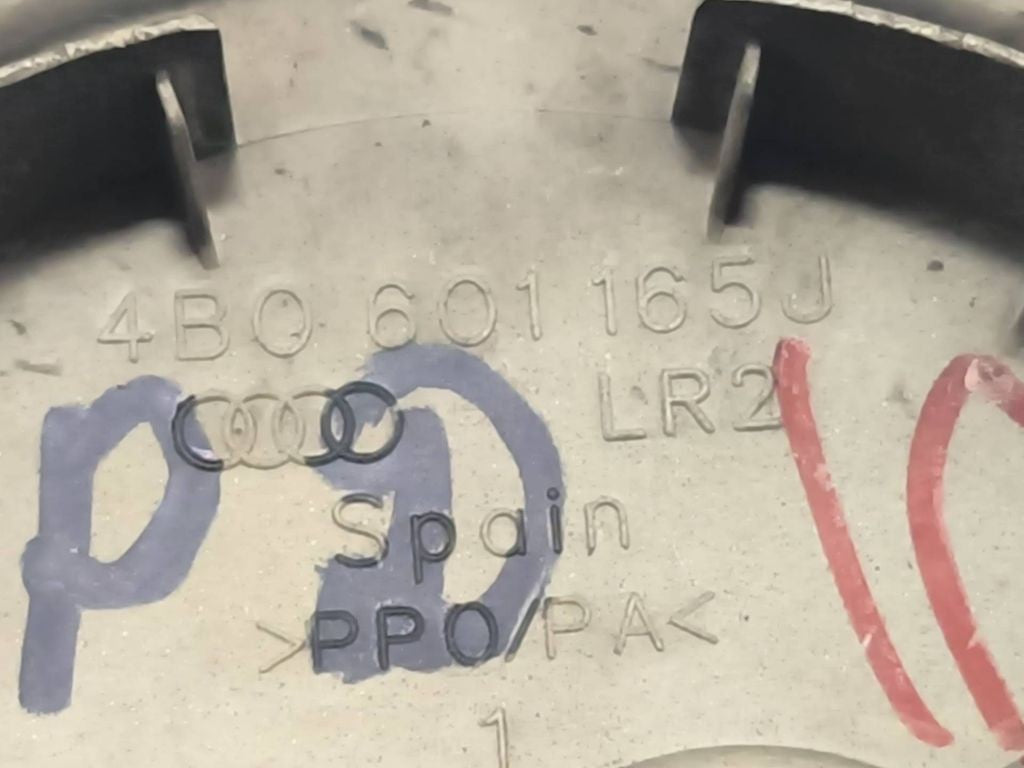 4B0 601 165J
LR2
Spain
>PPO/PA<
1